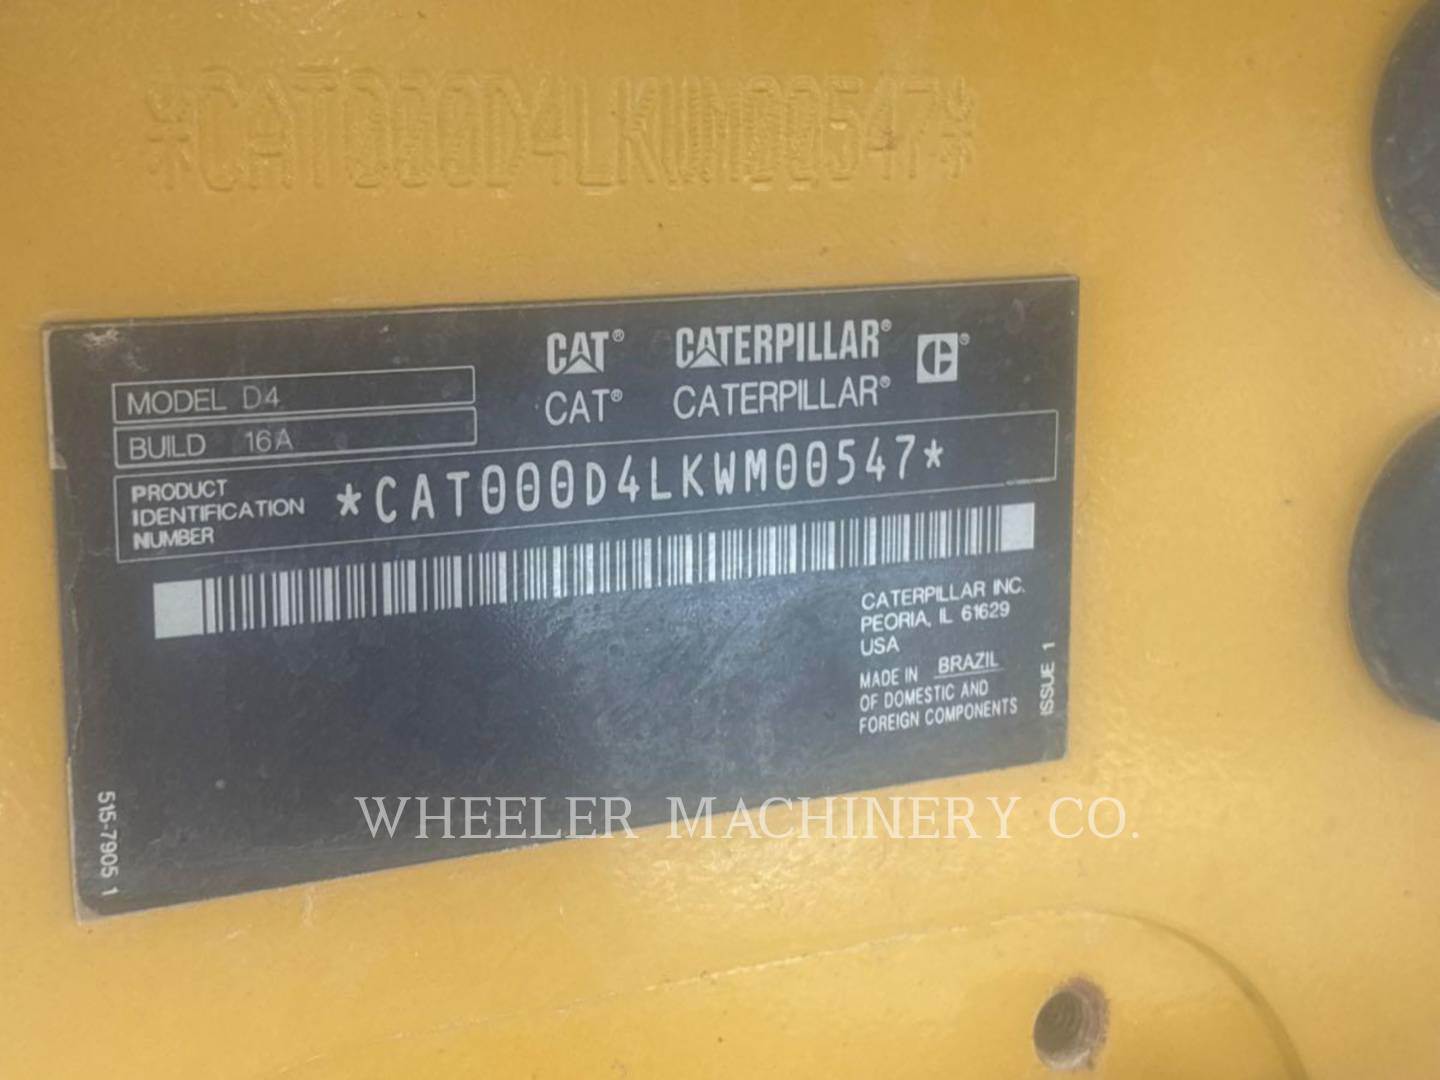 *CAT000D4LKWM00547*
CAT® CATERPILLAR®
CAT® CATERPILLAR®
MODEL D4
BUILD 16A
PRODUCT
IDENTIFICATION
NUMBER
*CAT000D4LKWM00547*
CATERPILLAR INC.
PEORIA, IL 61629
USA
MADE IN BRAZIL
OF DOMESTIC AND
FOREIGN COMPONENTS
ISSUE 1
515-7905 1
WHEELER MACHINERY CO.